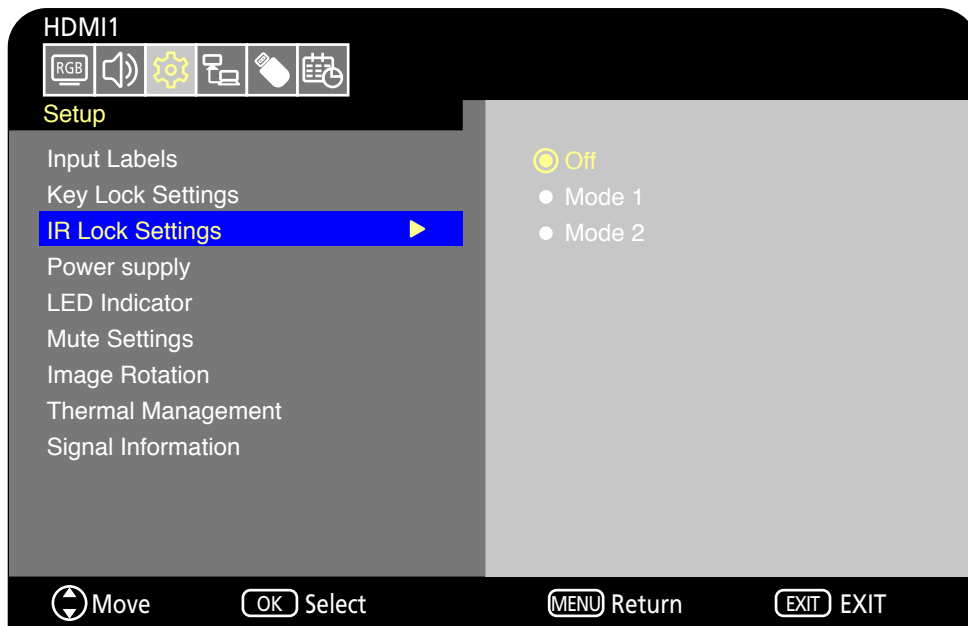 HDMI1
RGB
Setup
Input Labels
Key Lock Settings
IR Lock Settings
Power supply
LED Indicator
Mute Settings
Image Rotation
Thermal Management
Signal Information
Off
Mode 1
Mode 2
Move OK Select MENU Return EXIT EXIT